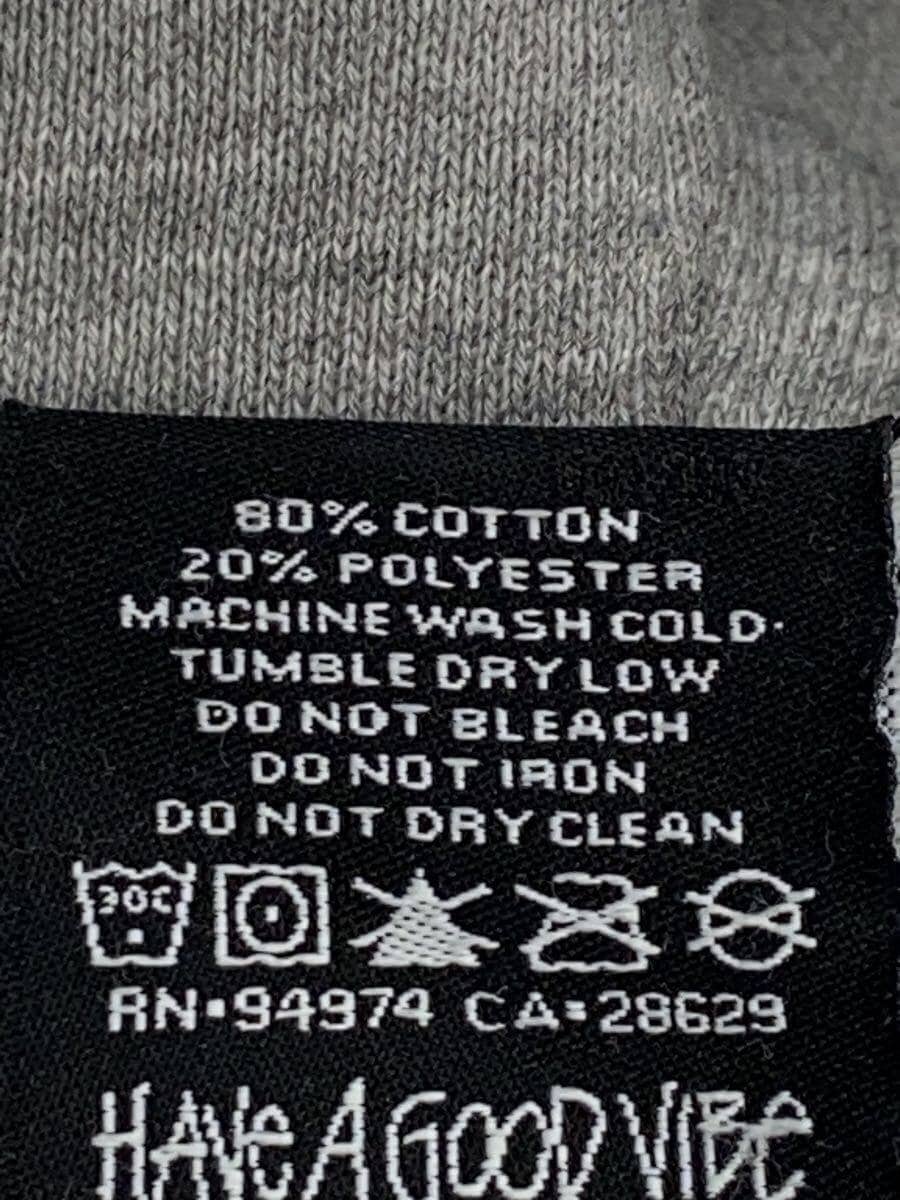 80% COTTON
20% POLYESTER
MACHINE WASH COLD·
TUMBLE DRY LOW
DO NOT BLEACH
DO NOT IRON
DO NOT DRY CLEAN
30C
RN·94974 CA:28629
HAVE A GOOD VIBE